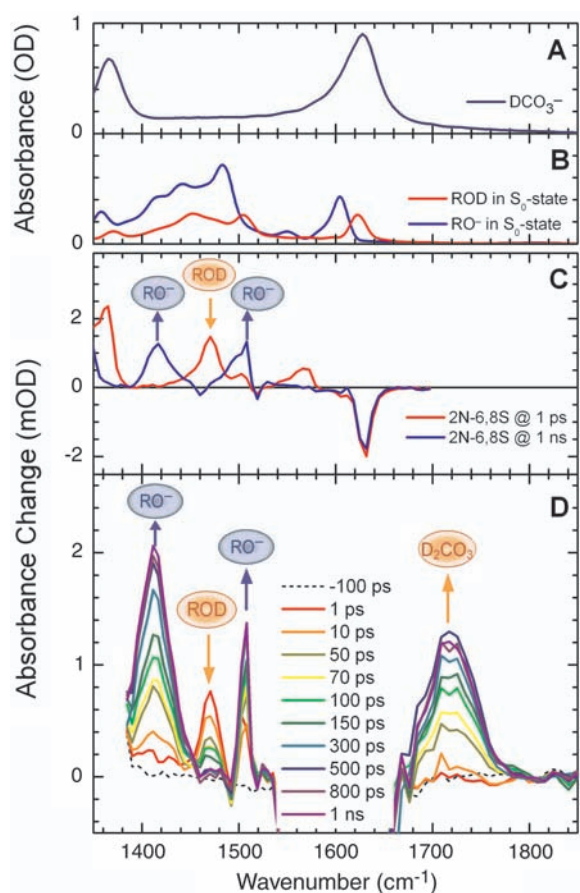 Absorbance (OD)
1
0
A
DCO₃⁻
B
0
ROD in S₀-state
RO⁻ in S₀-state
Absorbance Change (mOD)
C
RO⁻
ROD
RO⁻
2
0
-2
2N-6,8S @ 1 ps
2N-6,8S @ 1 ns
D
RO⁻
ROD
RO⁻
D₂CO₃
2
1
0
-100 ps
1 ps
10 ps
50 ps
70 ps
100 ps
150 ps
300 ps
500 ps
800 ps
1 ns
1400 1500 1600 1700 1800
Wavenumber (cm⁻¹)